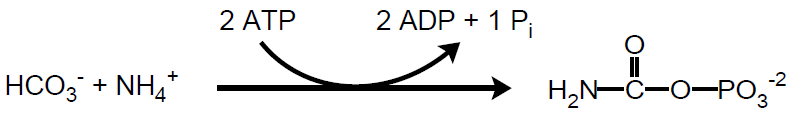 2 ATP 2 ADP + 1 Pᵢ
O
HCO₃⁻ + NH₄⁺ H₂N—C—O—PO₃⁻²